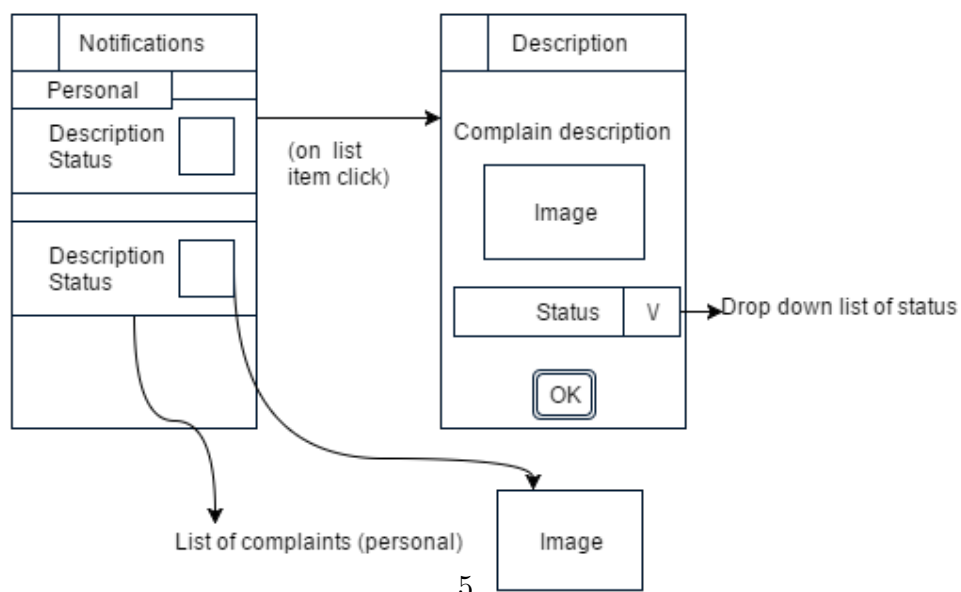 Notifications
Personal
Description
Status
Description
Status
(on list
item click)
Description
Complain description
Image
Status V
OK
Drop down list of status
List of complaints (personal)
Image
5